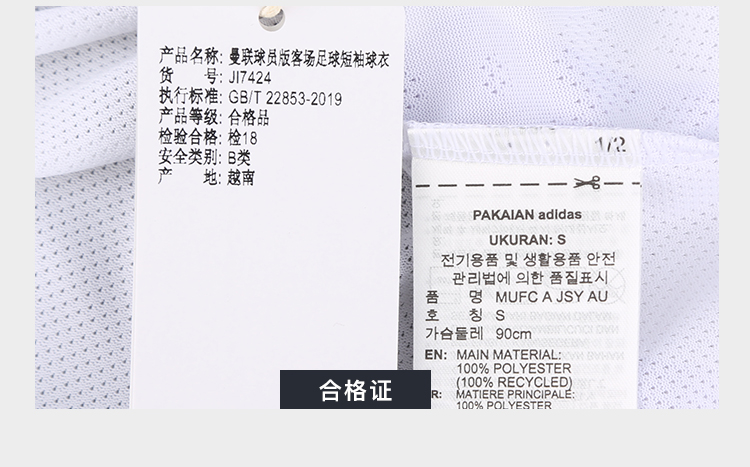 产品名称: 曼联球员版客场足球短袖球衣
货 号: JI7424
执行标准: GB/T 22853-2019
产品等级: 合格品
检验合格: 检18
安全类别: B类
产 地: 越南
1/2
PAKAIAN adidas
UKURAN: S
전기용품 및 생활용품 안전
관리법에 의한 품질표시
품 명 MUFC A JSY AU
호 칭 S
가슴둘레 90cm
EN: MAIN MATERIAL:
100% POLYESTER
(100% RECYCLED)
R: MATIERE PRINCIPALE:
100% POLYESTER
合格证